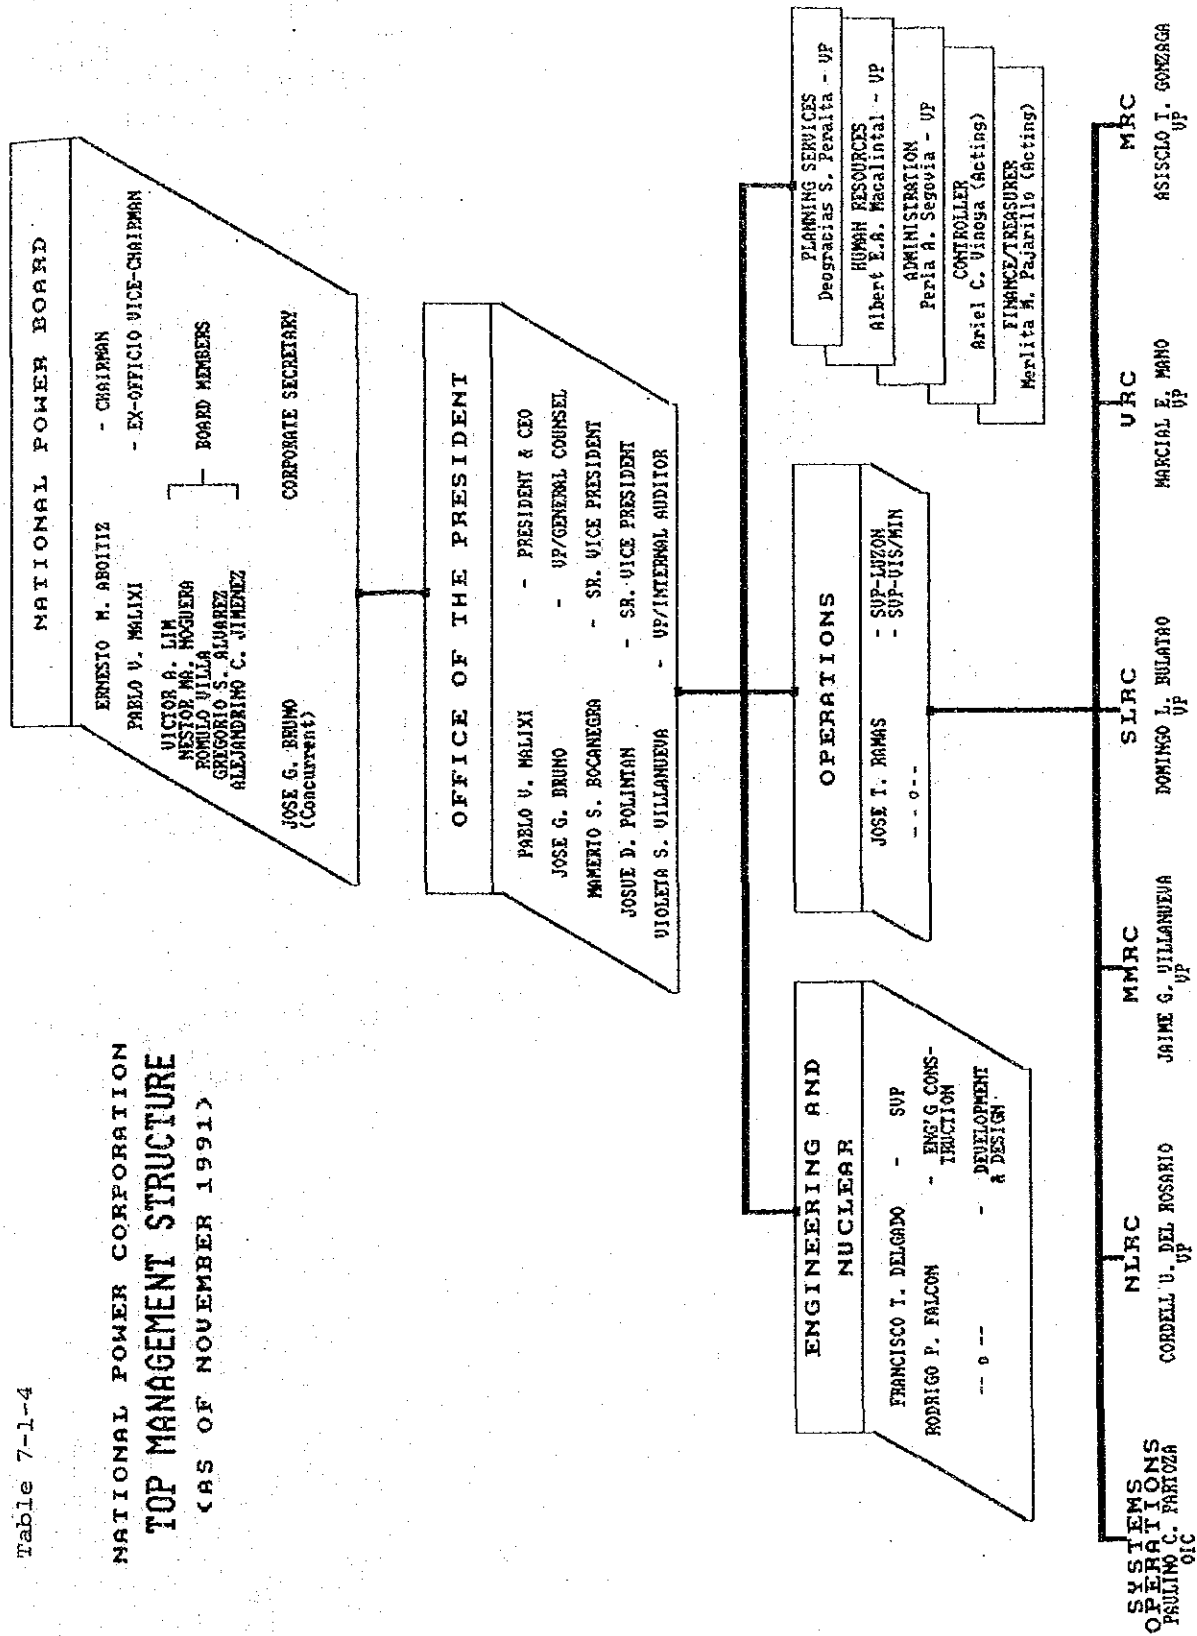 Table 7-1-4
NATIONAL POWER CORPORATION
TOP MANAGEMENT STRUCTURE
(AS OF NOVEMBER 1991)
NATIONAL POWER BOARD
ERNESTO M. ABOITIZ - CHAIRMAN
PABLO V. MALIXI - EX-OFFICIO VICE-CHAIRMAN
VICTOR A. LIM
NESTOR MA. NOGUERA
ROMULO VILLA
GREGORIO S. ALVAREZ
ALEJANDRINO C. JIMENEZ
BOARD MEMBERS
JOSE G. BRUNO CORPORATE SECRETARY
(Concurrent)
OFFICE OF THE PRESIDENT
PABLO V. MALIXI - PRESIDENT & CEO
JOSE G. BRUNO - VP/GENERAL COUNSEL
MAMERTO S. BOCANEGRA - SR. VICE PRESIDENT
JOSUE D. POLINTAN - SR. VICE PRESIDENT
VIOLETA S. VILLANUEVA - VP/INTERNAL AUDITOR
ENGINEERING AND
NUCLEAR
FRANCISCO T. DELGADO - SVP
RODRIGO P. FALCON - ENG'G CONS-
TRUCTION
-- o -- - DEVELOPMENT
& DESIGN
OPERATIONS
JOSE T. RAMAS - SVP-LUZON
- - o - - - SVP-VIS/MIN
PLANNING SERVICES
Deogracias S. Peralta - VP
HUMAN RESOURCES
Albert E.A. Macalintal - VP
ADMINISTRATION
Perla A. Segovia - VP
CONTROLLER
Ariel C. Vinoya (Acting)
FINANCE/TREASURER
Merlita M. Pajarillo (Acting)
SYSTEMS
OPERATIONS
PAULINO C. PARTOZA
OIC
NLRC
CORDELL U. DEL ROSARIO
VP
MMRC
JAIME G. VILLANUEVA
VP
SLRC
DOMINGO L. BULATAO
VP
VRC
MARCIAL E. MANO
VP
MRC
ASISCLO T. GONZAGA
VP